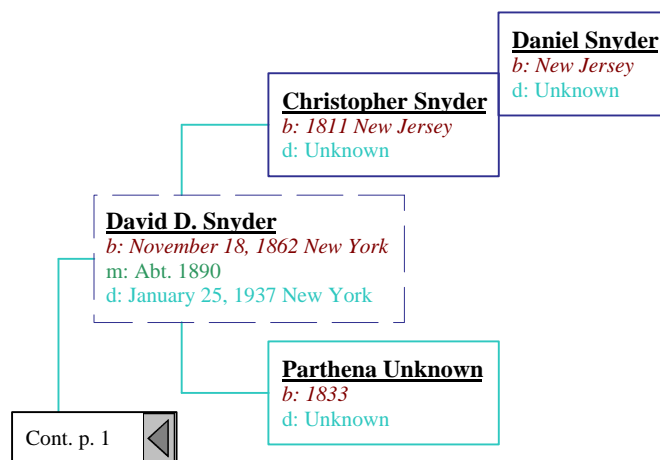 Daniel Snyder
b: New Jersey
d: Unknown
Christopher Snyder
b: 1811 New Jersey
d: Unknown
David D. Snyder
b: November 18, 1862 New York
m: Abt. 1890
d: January 25, 1937 New York
Parthena Unknown
b: 1833
d: Unknown
Cont. p. 1